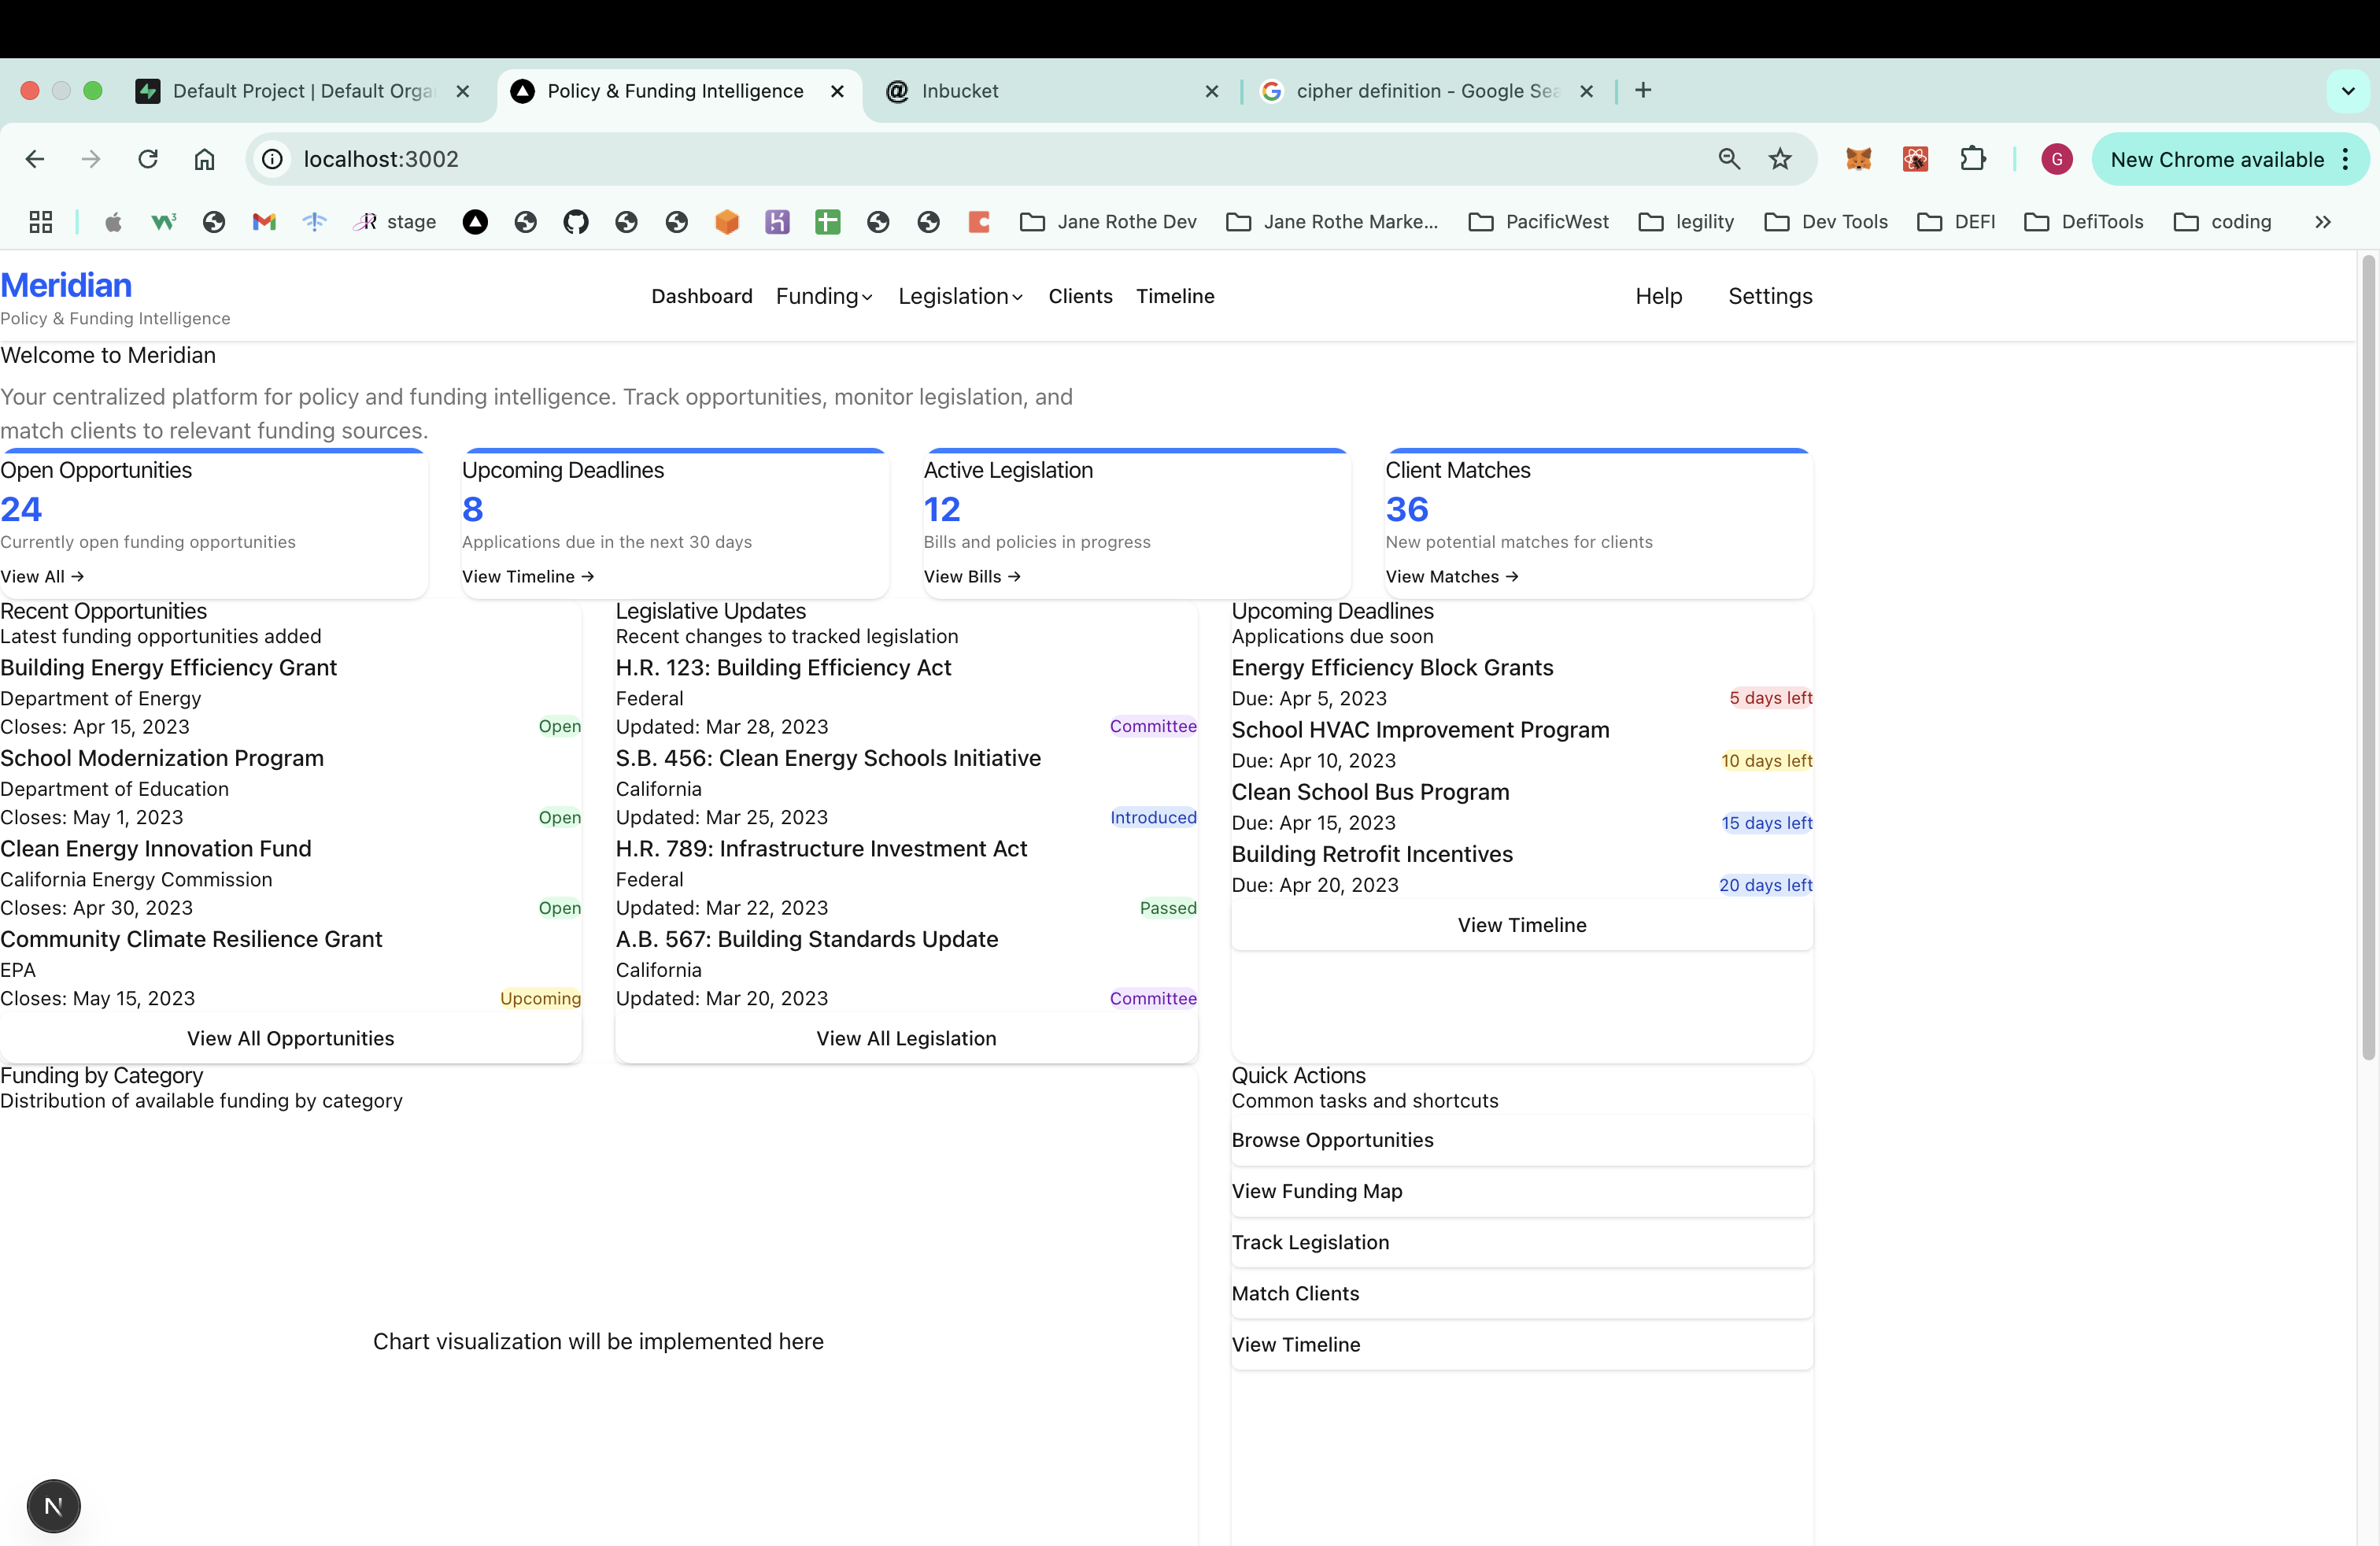 Default Project | Default Orga
Policy & Funding Intelligence
Inbucket
cipher definition - Google Sea
localhost:3002
G
New Chrome available
stage
Jane Rothe Dev
Jane Rothe Marke...
PacificWest
legility
Dev Tools
DEFI
DefiTools
coding
Meridian
Policy & Funding Intelligence
Dashboard
Funding
Legislation
Clients
Timeline
Help
Settings
Welcome to Meridian
Your centralized platform for policy and funding intelligence. Track opportunities, monitor legislation, and
match clients to relevant funding sources.
Open Opportunities
24
Currently open funding opportunities
View All →
Upcoming Deadlines
8
Applications due in the next 30 days
View Timeline →
Active Legislation
12
Bills and policies in progress
View Bills →
Client Matches
36
New potential matches for clients
View Matches →
Recent Opportunities
Latest funding opportunities added
Building Energy Efficiency Grant
Department of Energy
Closes: Apr 15, 2023
Open
School Modernization Program
Department of Education
Closes: May 1, 2023
Open
Clean Energy Innovation Fund
California Energy Commission
Closes: Apr 30, 2023
Open
Community Climate Resilience Grant
EPA
Closes: May 15, 2023
Upcoming
View All Opportunities
Legislative Updates
Recent changes to tracked legislation
H.R. 123: Building Efficiency Act
Federal
Updated: Mar 28, 2023
Committee
S.B. 456: Clean Energy Schools Initiative
California
Updated: Mar 25, 2023
Introduced
H.R. 789: Infrastructure Investment Act
Federal
Updated: Mar 22, 2023
Passed
A.B. 567: Building Standards Update
California
Updated: Mar 20, 2023
Committee
View All Legislation
Upcoming Deadlines
Applications due soon
Energy Efficiency Block Grants
Due: Apr 5, 2023
5 days left
School HVAC Improvement Program
Due: Apr 10, 2023
10 days left
Clean School Bus Program
Due: Apr 15, 2023
15 days left
Building Retrofit Incentives
Due: Apr 20, 2023
20 days left
View Timeline
Funding by Category
Distribution of available funding by category
Chart visualization will be implemented here
Quick Actions
Common tasks and shortcuts
Browse Opportunities
View Funding Map
Track Legislation
Match Clients
View Timeline
N